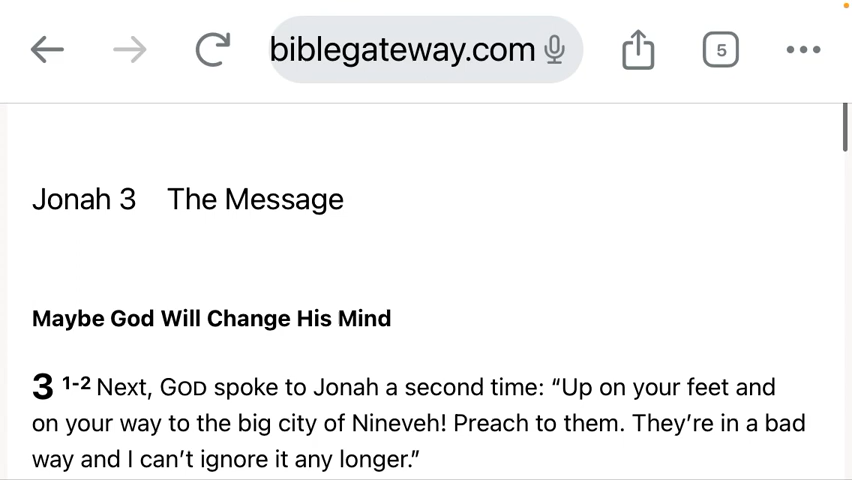 biblegateway.com
5
Jonah 3 The Message
Maybe God Will Change His Mind
3 1-2 Next, GOD spoke to Jonah a second time: “Up on your feet and
on your way to the big city of Nineveh! Preach to them. They’re in a bad
way and I can’t ignore it any longer.”